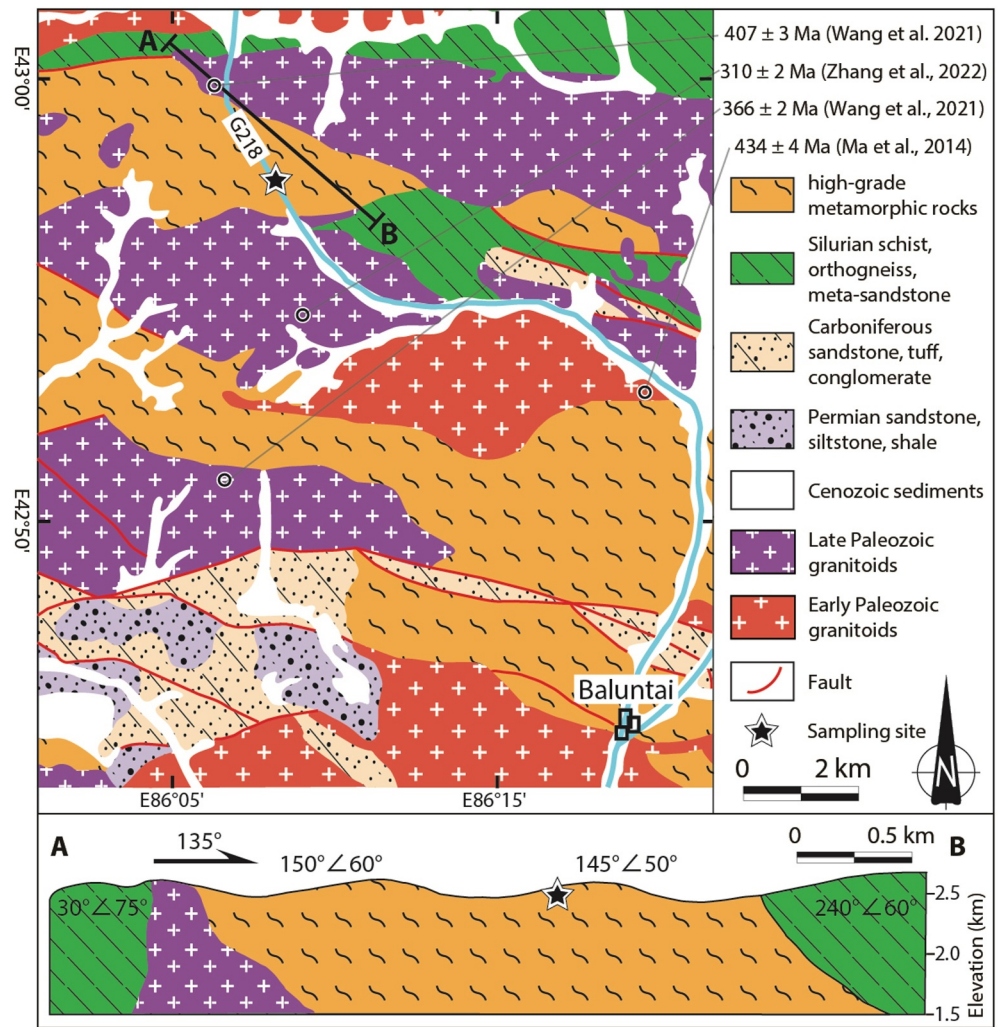 A
B
G218
Baluntai
E43°00'
E42°50'
E86°05'
E86°15'
407 ± 3 Ma (Wang et al. 2021)
310 ± 2 Ma (Zhang et al., 2022)
366 ± 2 Ma (Wang et al., 2021)
434 ± 4 Ma (Ma et al., 2014)
high-grade
metamorphic rocks
Silurian schist,
orthogneiss,
meta-sandstone
Carboniferous
sandstone, tuff,
conglomerate
Permian sandstone,
siltstone, shale
Cenozoic sediments
Late Paleozoic
granitoids
Early Paleozoic
granitoids
Fault
Sampling site
0 2 km
N
A
135°
150°∠60°
145°∠50°
0 0.5 km
B
30°∠75°
240°∠60°
2.5
2.0
1.5
Elevation (km)